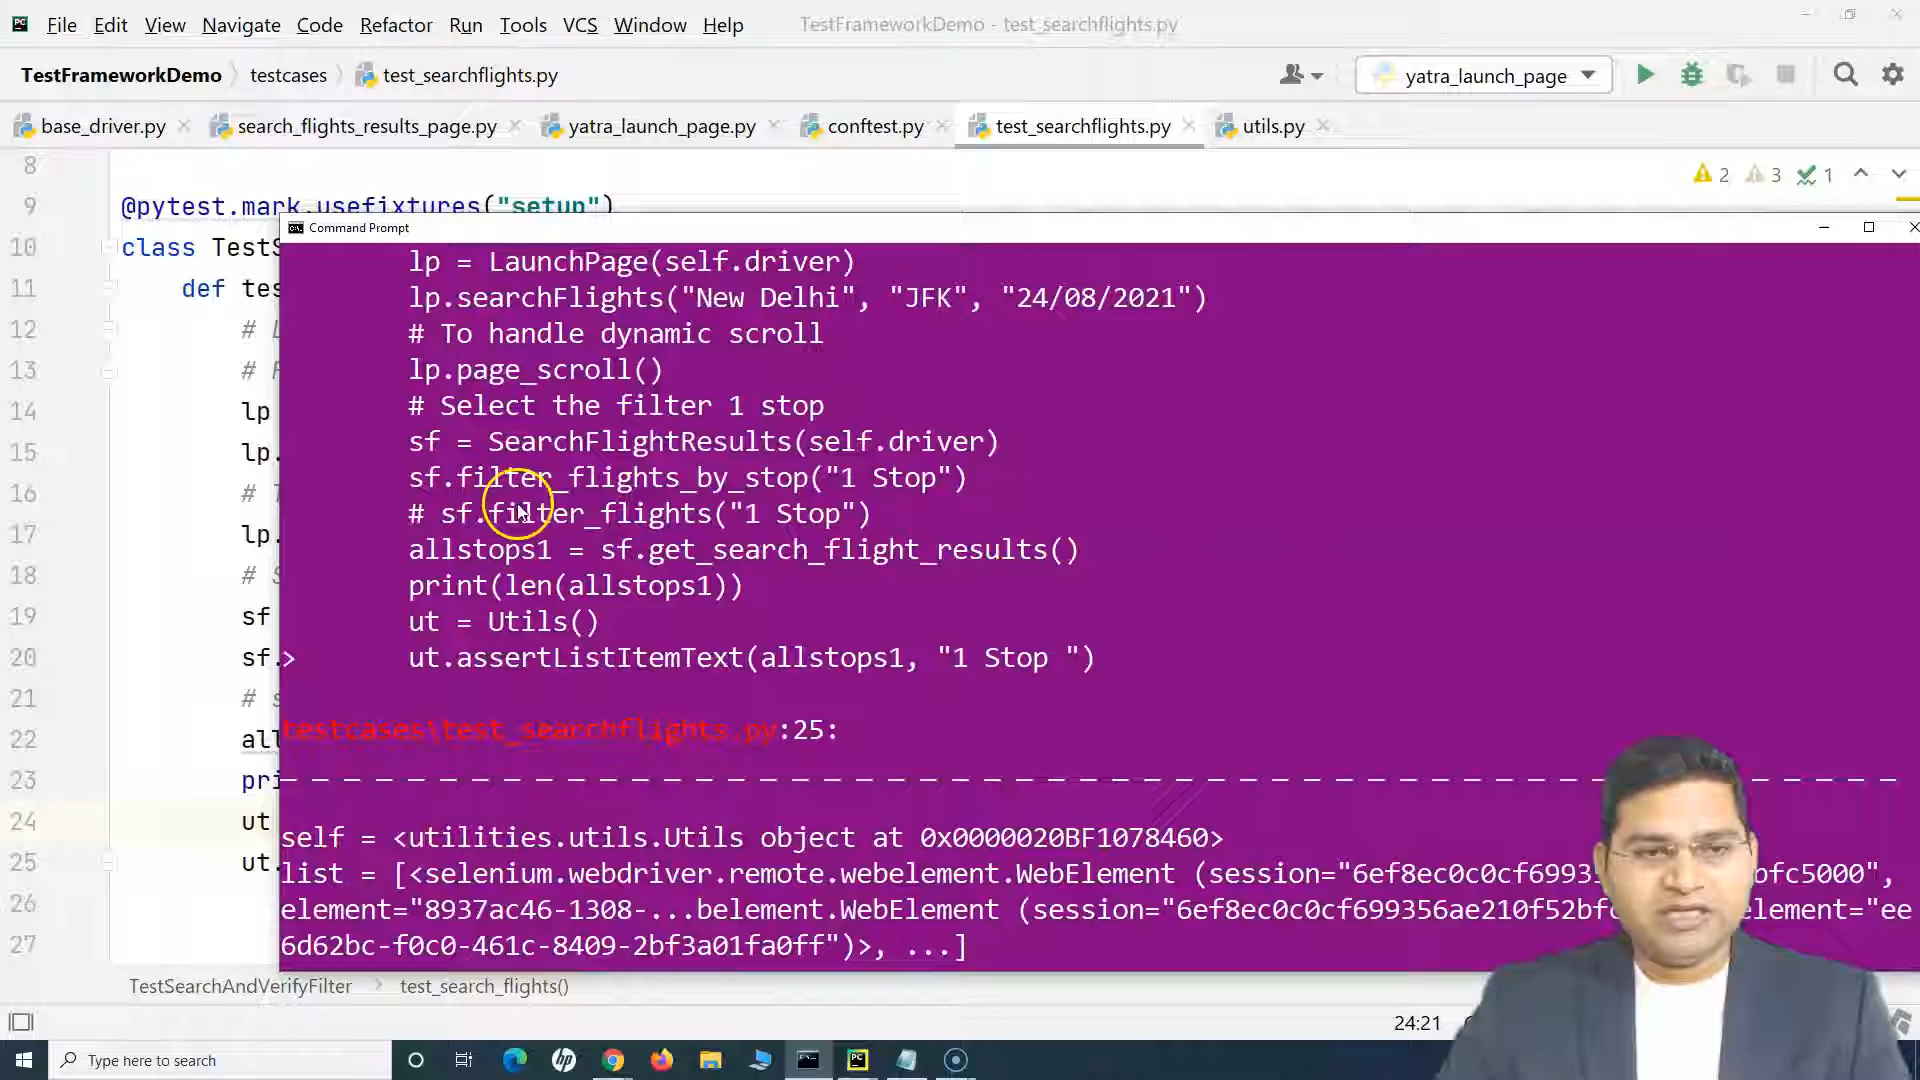 File Edit View Navigate Code Refactor Run Tools VCS Window Help TestFrameworkDemo - test_searchflights.py
TestFrameworkDemo testcases test_searchflights.py yatra_launch_page
base_driver.py search_flights_results_page.py yatra_launch_page.py conftest.py test_searchflights.py utils.py
8 2 3 1
9 @pytest.mark.usefixtures("setup")
Command Prompt
10 class TestS
lp = LaunchPage(self.driver)
11 def tes
lp.searchFlights("New Delhi", "JFK", "24/08/2021")
12 #
# To handle dynamic scroll
13 #
lp.page_scroll()
14 lp
# Select the filter 1 stop
15 lp.
sf = SearchFlightResults(self.driver)
16 #
sf.filter_flights_by_stop("1 Stop")
17 lp.
# sf.filter_flights("1 Stop")
allstops1 = sf.get_search_flight_results()
18 #
print(len(allstops1))
19 sf
ut = Utils()
20 sf.
> ut.assertListItemText(allstops1, "1 Stop ")
21 # s
22 all
testcases\test_searchflights.py:25:
23 pri
_ _ _ _ _ _ _ _ _ _ _ _ _ _ _ _ _ _ _ _ _ _ _ _ _ _ _ _ _ _ _ _ _ _ _ _ _ _ _ _
24 ut
self = <utilities.utils.Utils object at 0x0000020BF1078460>
25 ut.
list = [<selenium.webdriver.remote.webelement.WebElement (session="6ef8ec0c0cf6993 bfc5000",
26
element="8937ac46-1308-...belement.WebElement (session="6ef8ec0c0cf699356ae210f52bf element="ee
27
6d62bc-f0c0-461c-8409-2bf3a01fa0ff")>, ...]
TestSearchAndVerifyFilter test_search_flights()
24:21
Type here to search